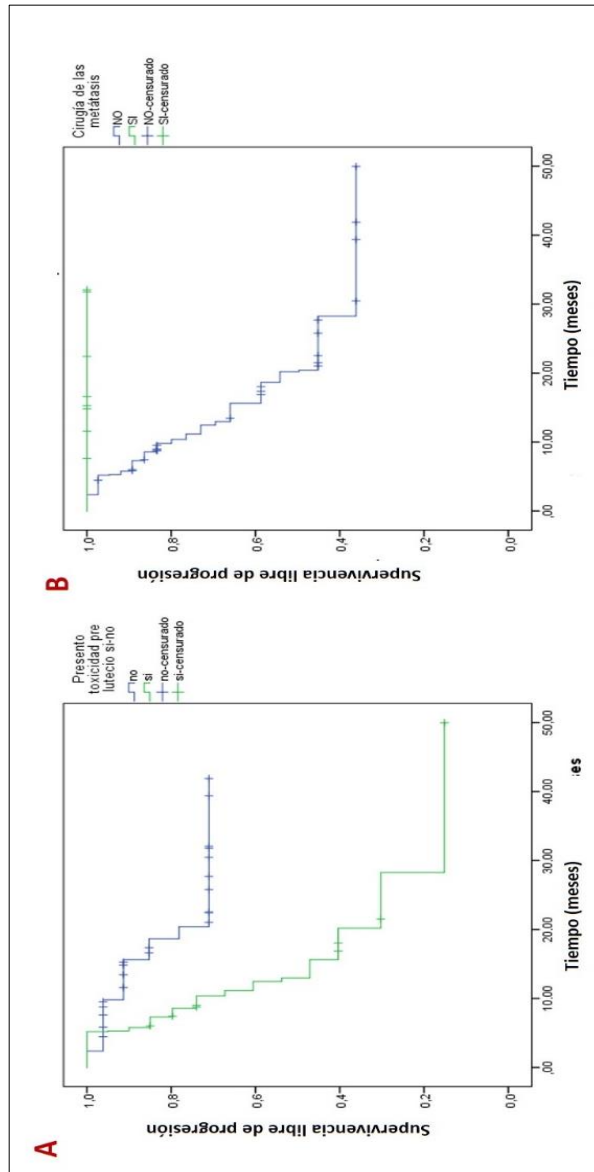 A
Presento
toxicidad pre
lutecio si-no
no
si
no-censurado
si-censurado
Supervivencia libre de progresión
1,0
0,8
0,6
0,4
0,2
0,0
,00
10,00
20,00
30,00
40,00
50,00
Tiempo (meses)
es
B
Cirugía de las
metátasis
NO
SI
NO-censurado
SI-censurado
Supervivencia libre de progresión
1,0
0,8
0,6
0,4
0,2
0,0
,00
10,00
20,00
30,00
40,00
50,00
Tiempo (meses)